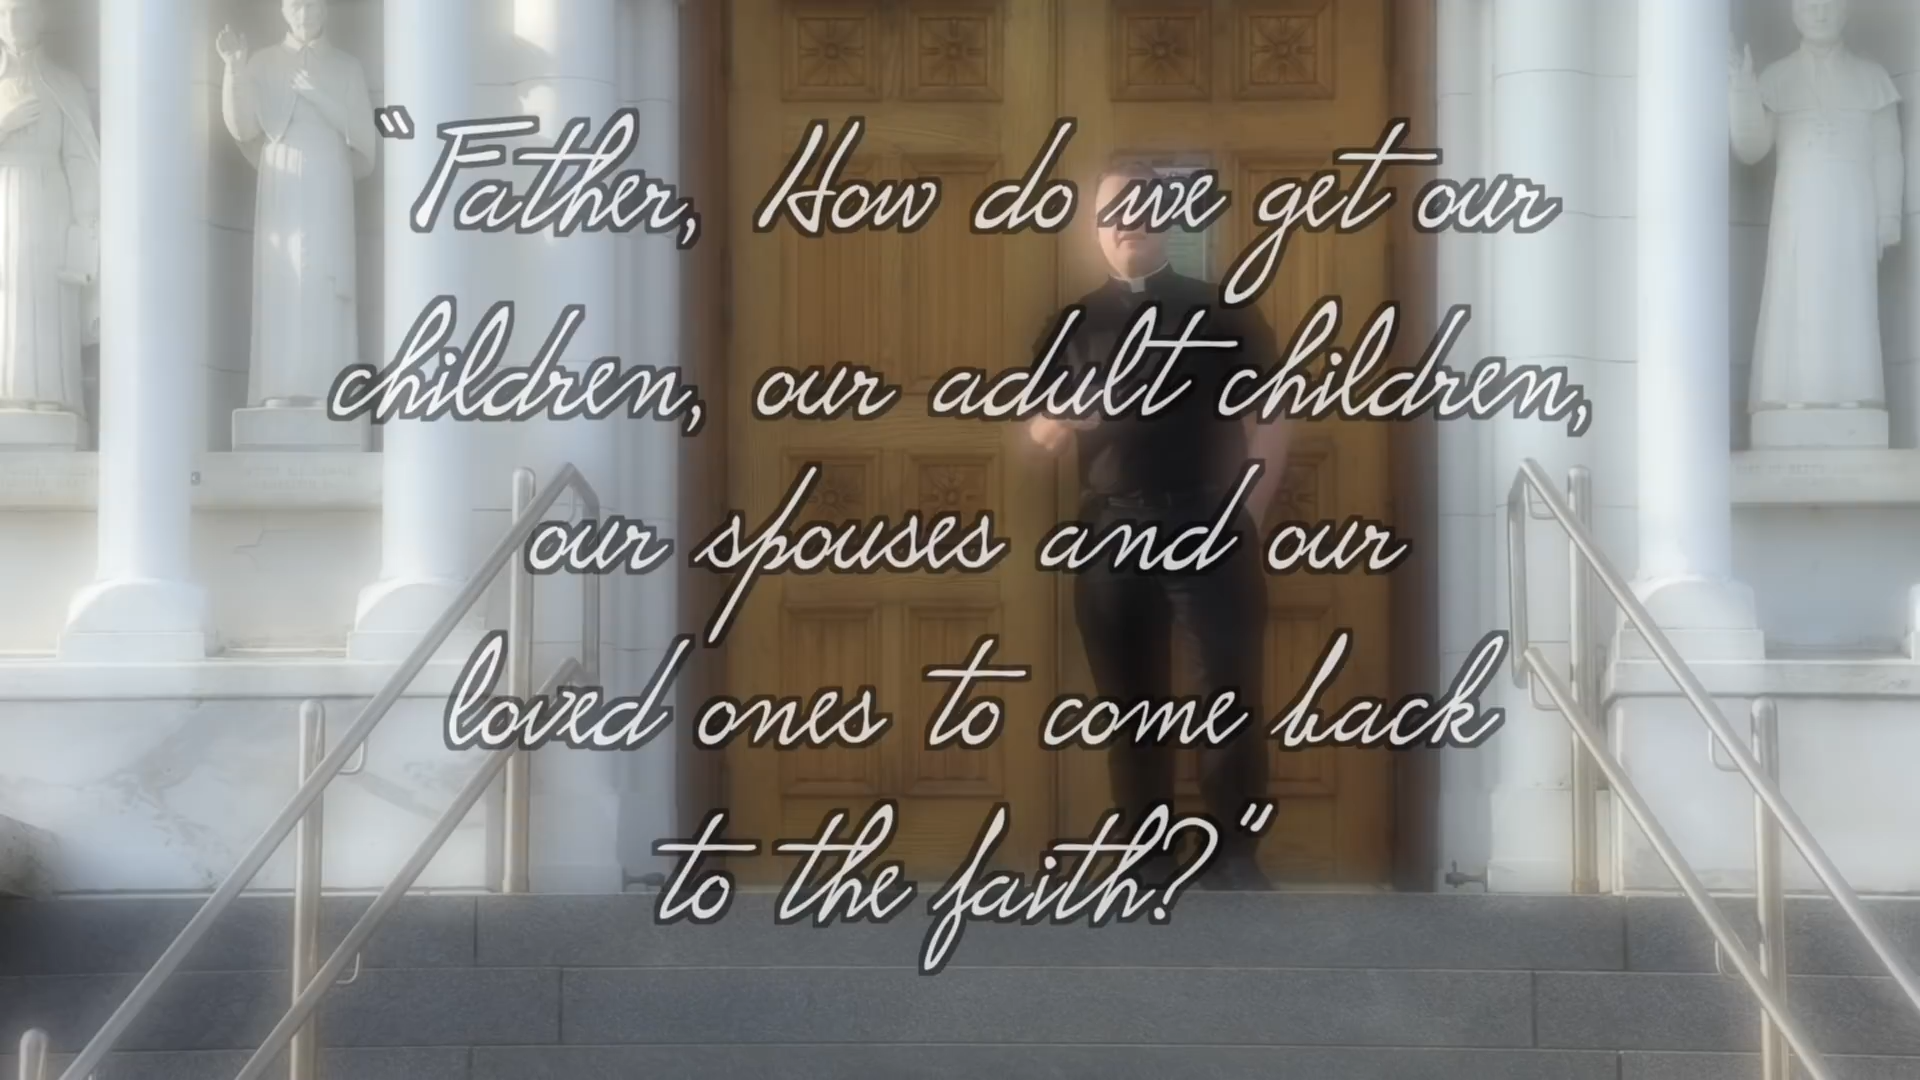 “Father, How do we get our
children, our adult children,
our spouses and our
loved ones to come back
to the faith?”